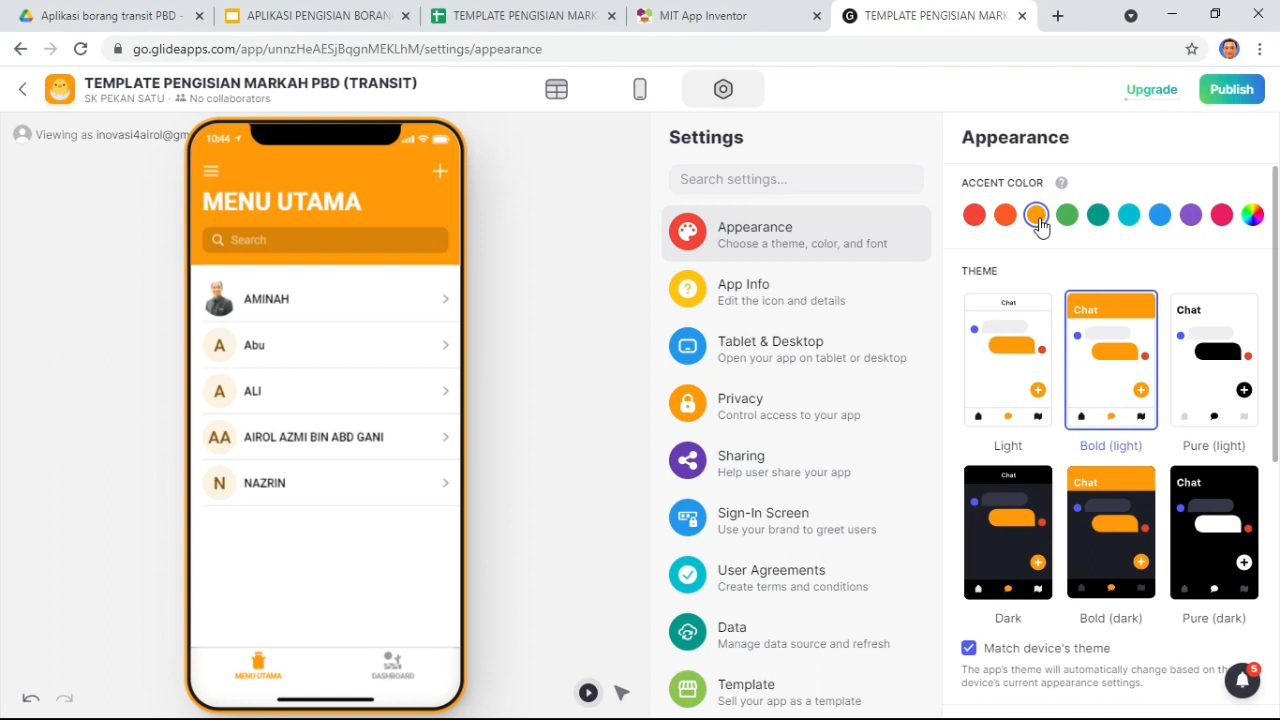 Aplikasi borang transit PBD -
APLIKASI PENGISIAN BORAN
TEMPLATE PENGISIAN MARK
MIT App Inventor
TEMPLATE PENGISIAN MARK
go.glideapps.com/app/unnzHeAESjBqgnMEKLhM/settings/appearance
TEMPLATE PENGISIAN MARKAH PBD (TRANSIT)
SK PEKAN SATU · No collaborators
Upgrade
Publish
Viewing as inovasi4airol@gm
10:44
MENU UTAMA
Search
AMINAH
A Abu
A ALI
AA AIROL AZMI BIN ABD GANI
N NAZRIN
MENU UTAMA
DASHBOARD
Settings
Search settings...
Appearance
Choose a theme, color, and font
App Info
Edit the icon and details
Tablet & Desktop
Open your app on tablet or desktop
Privacy
Control access to your app
Sharing
Help user share your app
Sign-In Screen
Use your brand to greet users
User Agreements
Create terms and conditions
Data
Manage data source and refresh
Template
Sell your app as a template
Appearance
ACCENT COLOR
THEME
Chat
Chat
Chat
Light
Bold (light)
Pure (light)
Chat
Chat
Chat
Dark
Bold (dark)
Pure (dark)
Match device's theme
The app's theme will automatically change based on th
device's current appearance settings.
5